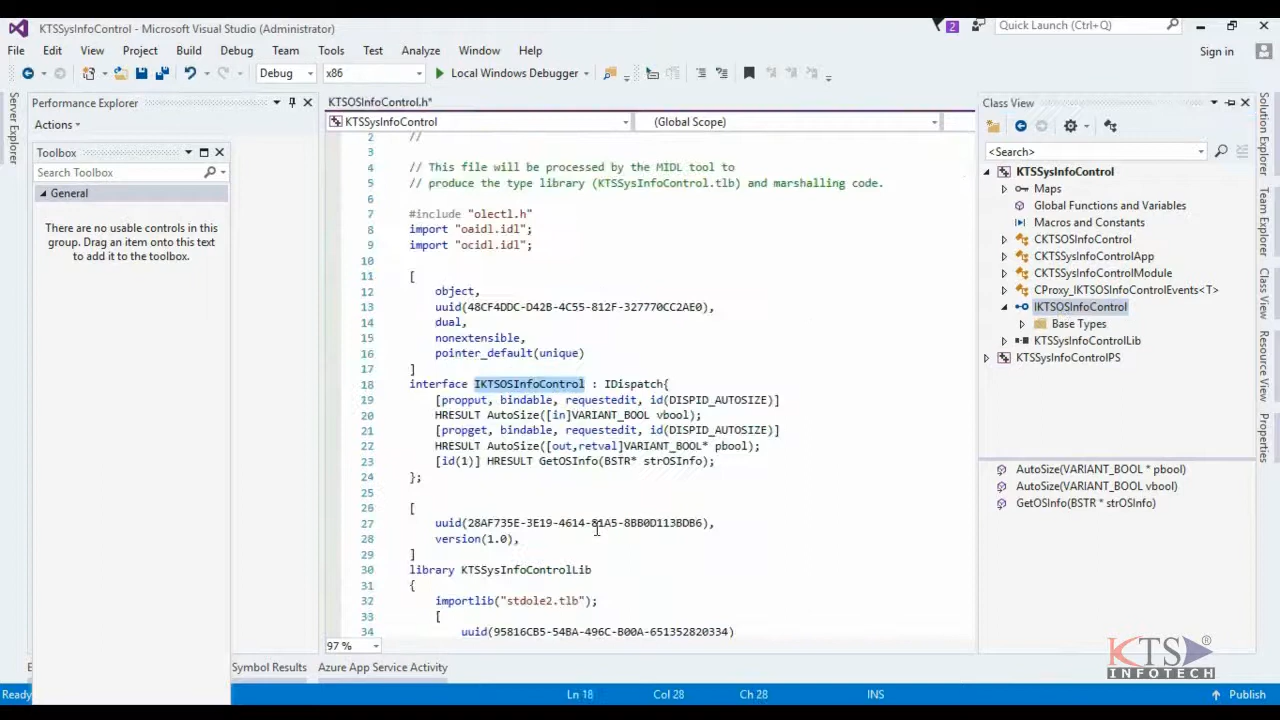 KTSSysInfoControl - Microsoft Visual Studio (Administrator)
2
Quick Launch (Ctrl+Q)
File Edit View Project Build Debug Team Tools Test Analyze Window Help
Sign in
Debug x86 Local Windows Debugger
Server Explorer
Performance Explorer
Actions
Toolbox
Search Toolbox
General
There are no usable controls in this
group. Drag an item onto this text
to add it to the toolbox.
KTSOSInfoControl.h*
KTSSysInfoControl (Global Scope)
2 //
3
4 // This file will be processed by the MIDL tool to
5 // produce the type library (KTSSysInfoControl.tlb) and marshalling code.
6
7 #include "olectl.h"
8 import "oaidl.idl";
9 import "ocidl.idl";
10
11 [
12 object,
13 uuid(48CF4DDC-D42B-4C55-812F-327770CC2AE0),
14 dual,
15 nonextensible,
16 pointer_default(unique)
17 ]
18 interface IKTSOSInfoControl : IDispatch{
19 [propput, bindable, requestedit, id(DISPID_AUTOSIZE)]
20 HRESULT AutoSize([in]VARIANT_BOOL vbool);
21 [propget, bindable, requestedit, id(DISPID_AUTOSIZE)]
22 HRESULT AutoSize([out,retval]VARIANT_BOOL* pbool);
23 [id(1)] HRESULT GetOSInfo(BSTR* strOSInfo);
24 };
25
26 [
27 uuid(28AF735E-3E19-4614-81A5-8BB0D113BDB6),
28 version(1.0),
29 ]
30 library KTSSysInfoControlLib
31 {
32 importlib("stdole2.tlb");
33 [
34 uuid(95816CB5-54BA-496C-B00A-651352820334)
97 %
Symbol Results Azure App Service Activity
Class View
<Search>
KTSSysInfoControl
Maps
Global Functions and Variables
Macros and Constants
CKTSOSInfoControl
CKTSSysInfoControlApp
CKTSSysInfoControlModule
CProxy_IKTSOSInfoControlEvents<T>
IKTSOSInfoControl
Base Types
KTSSysInfoControlLib
KTSSysInfoControlPS
AutoSize(VARIANT_BOOL * pbool)
AutoSize(VARIANT_BOOL vbool)
GetOSInfo(BSTR * strOSInfo)
Solution Explorer
Team Explorer
Class View
Resource View
Properties
KTS®
INFOTECH
Ready Ln 18 Col 28 Ch 28 INS Publish